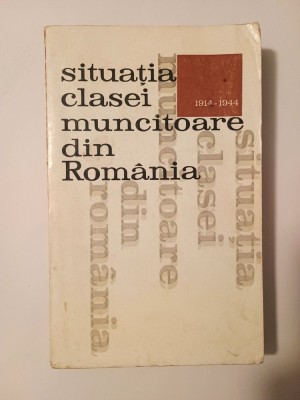 situația
clasei
muncitoare
din
România
1914-1944
situația
clasei
muncitoare
din
românia